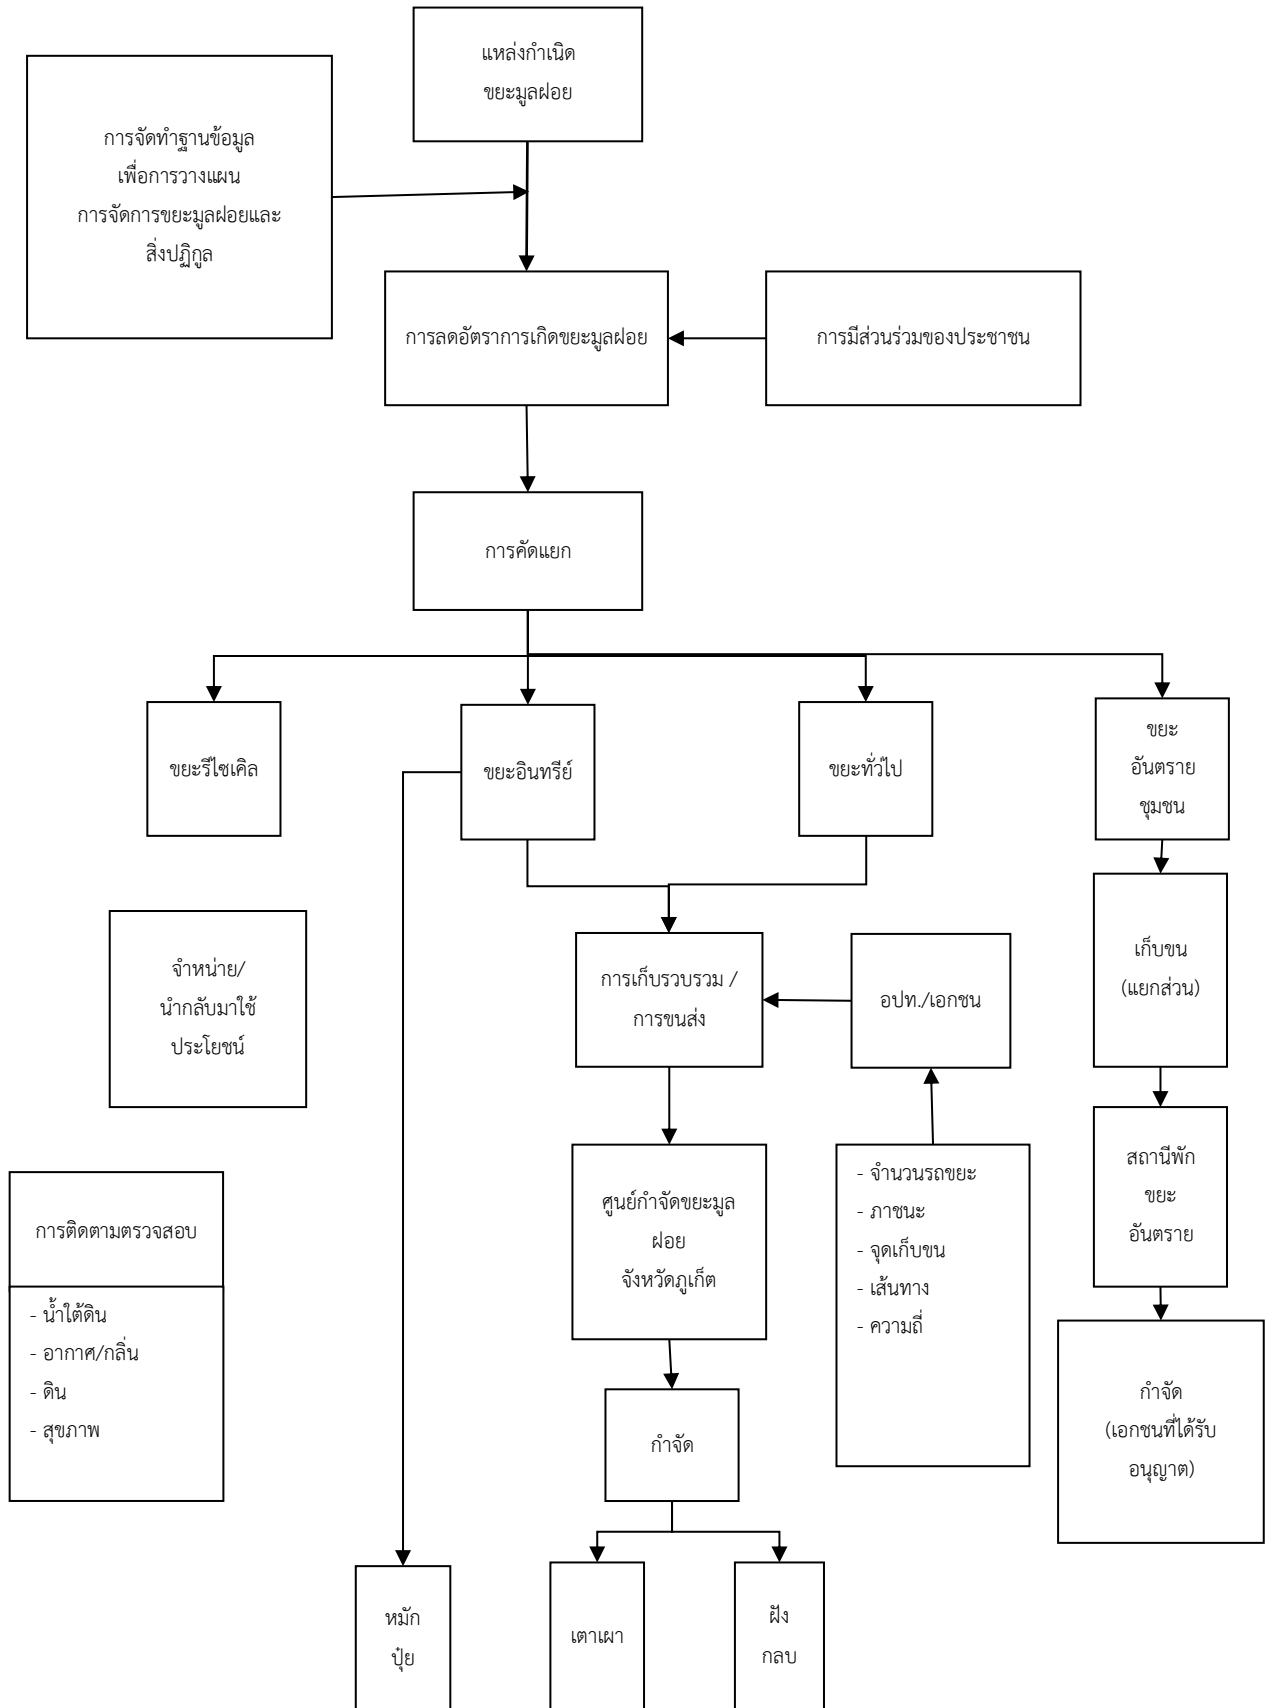 แหล่งกำเนิด
ขยะมูลฝอย
การจัดทำฐานข้อมูล
เพื่อการวางแผน
การจัดการขยะมูลฝอยและ
สิ่งปฏิกูล
การลดอัตราการเกิดขยะมูลฝอย
การมีส่วนร่วมของประชาชน
การคัดแยก
ขยะรีไซเคิล
ขยะอินทรีย์
ขยะทั่วไป
ขยะ
อันตราย
ชุมชน
จำหน่าย/
นำกลับมาใช้
ประโยชน์
การเก็บรวบรวม /
การขนส่ง
อปท./เอกชน
เก็บขน
(แยกส่วน)
การติดตามตรวจสอบ
- น้ำใต้ดิน
- อากาศ/กลิ่น
- ดิน
- สุขภาพ
ศูนย์กำจัดขยะมูล
ฝอย
จังหวัดภูเก็ต
- จำนวนรถขยะ
- ภาชนะ
- จุดเก็บขน
- เส้นทาง
- ความถี่
สถานีพัก
ขยะ
อันตราย
กำจัด
กำจัด
(เอกชนที่ได้รับ
อนุญาต)
หมัก
ปุ๋ย
เตาเผา
ฝัง
กลบ